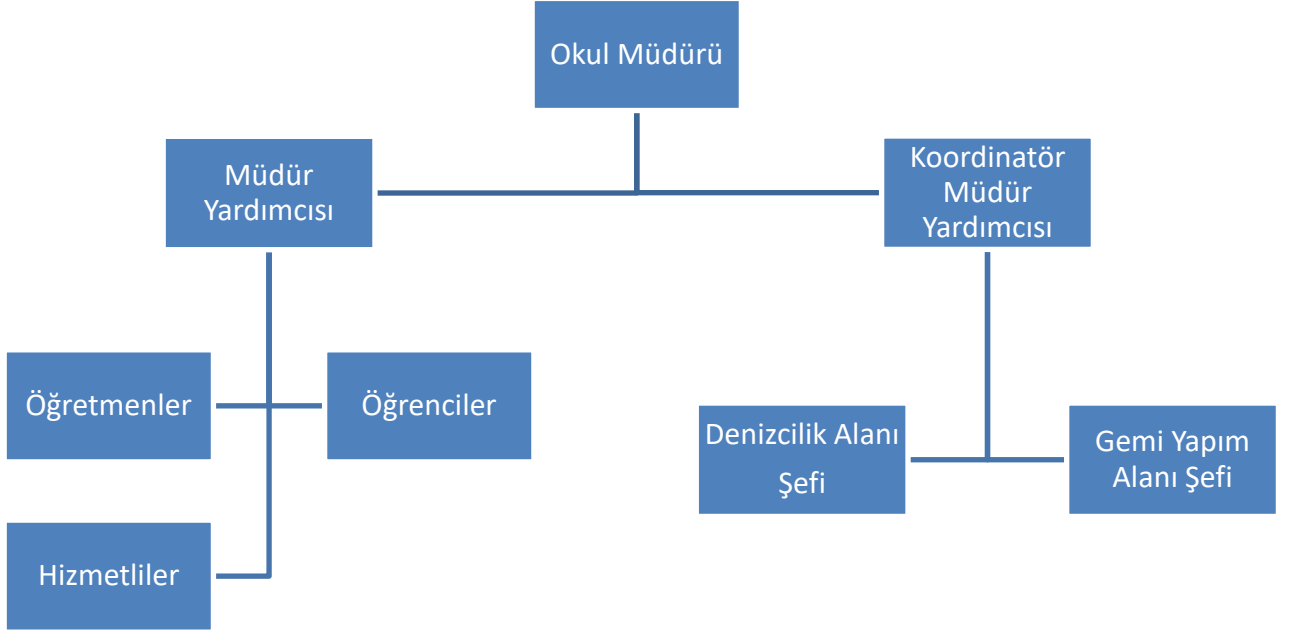 Okul Müdürü
Müdür
Yardımcısı
Koordinatör
Müdür
Yardımcısı
Öğretmenler
Öğrenciler
Denizcilik Alanı
Şefi
Gemi Yapım
Alanı Şefi
Hizmetliler